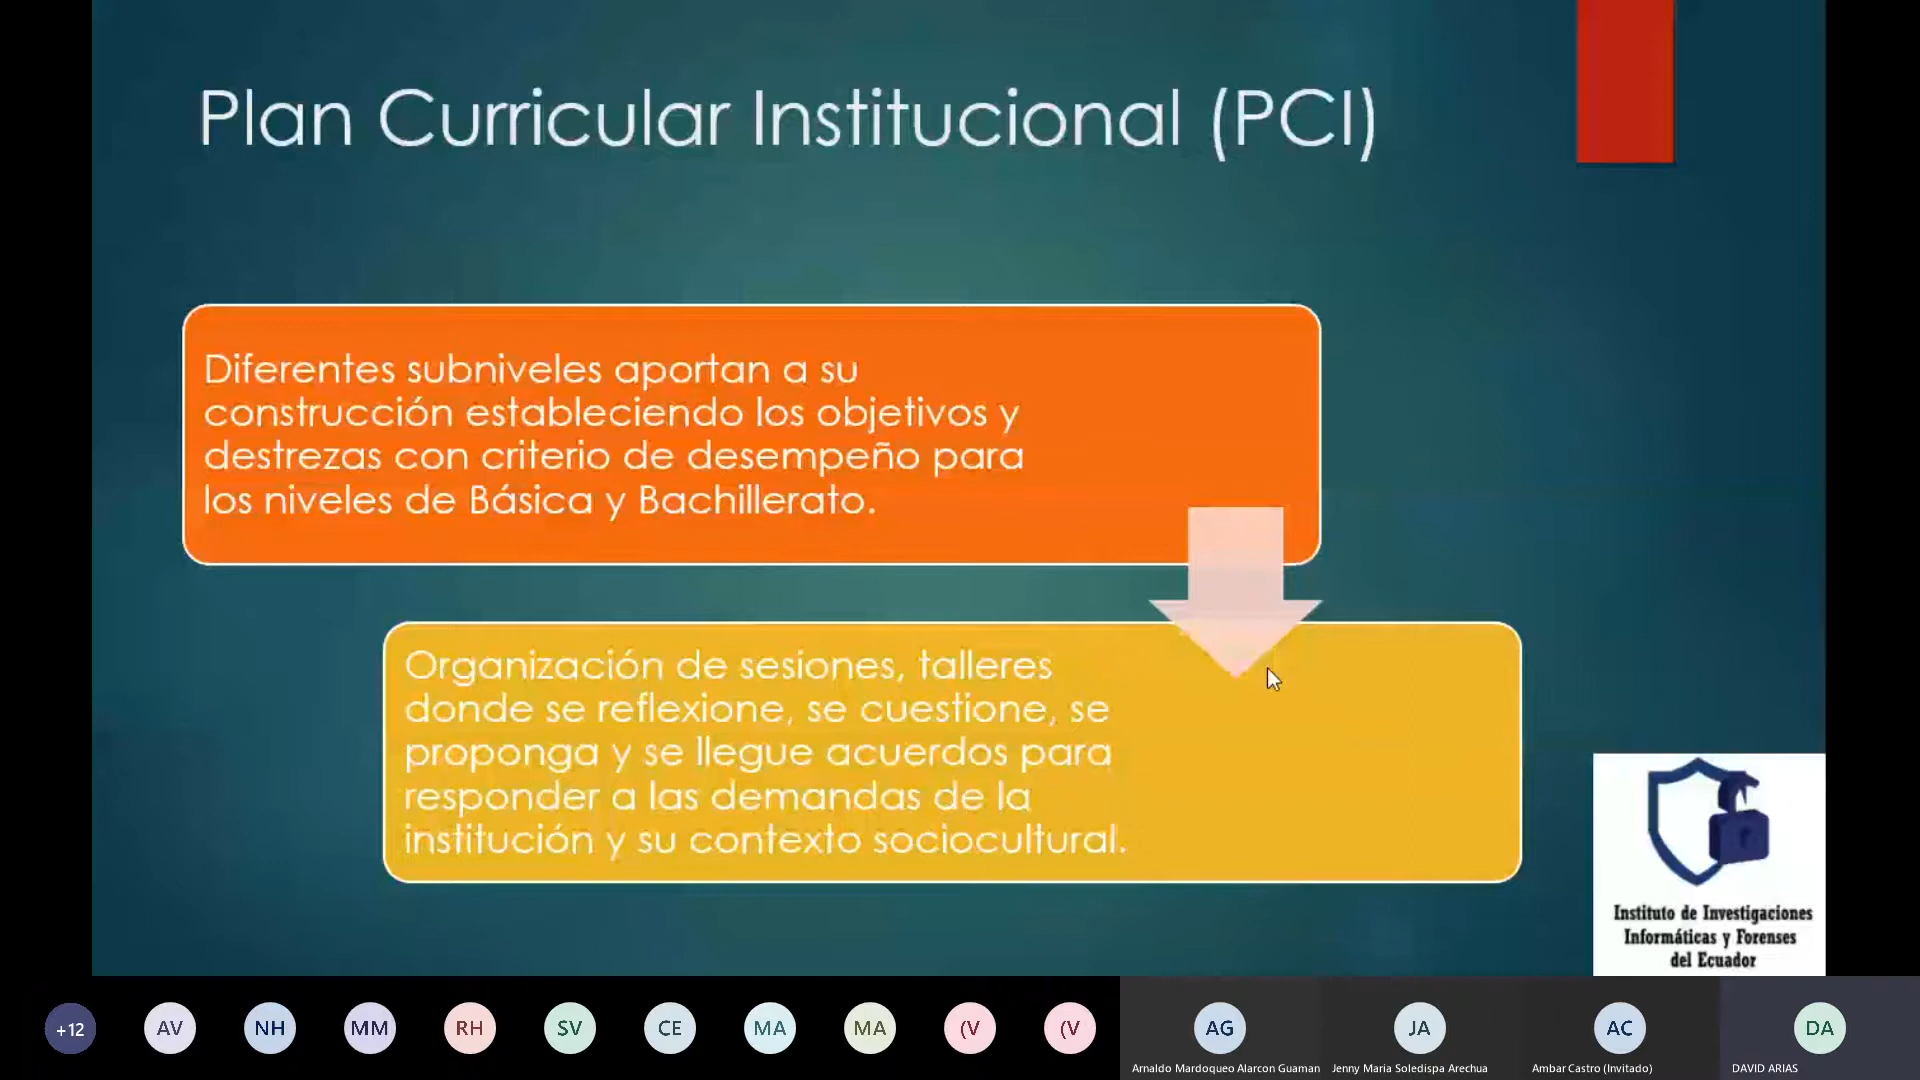 Plan Curricular Institucional (PCI)
Diferentes subniveles aportan a su
construcción estableciendo los objetivos y
destrezas con criterio de desempeño para
los niveles de Básica y Bachillerato.
Organización de sesiones, talleres
donde se reflexione, se cuestione, se
proponga y se llegue acuerdos para
responder a las demandas de la
institución y su contexto sociocultural.
Instituto de Investigaciones
Informáticas y Forenses
del Ecuador
+12 AV NH MM RH SV CE MA MA (V (V AG JA AC DA
Arnaldo Mardoqueo Alarcon Guaman Jenny Maria Soledispa Arechua Ambar Castro (Invitado) DAVID ARIAS